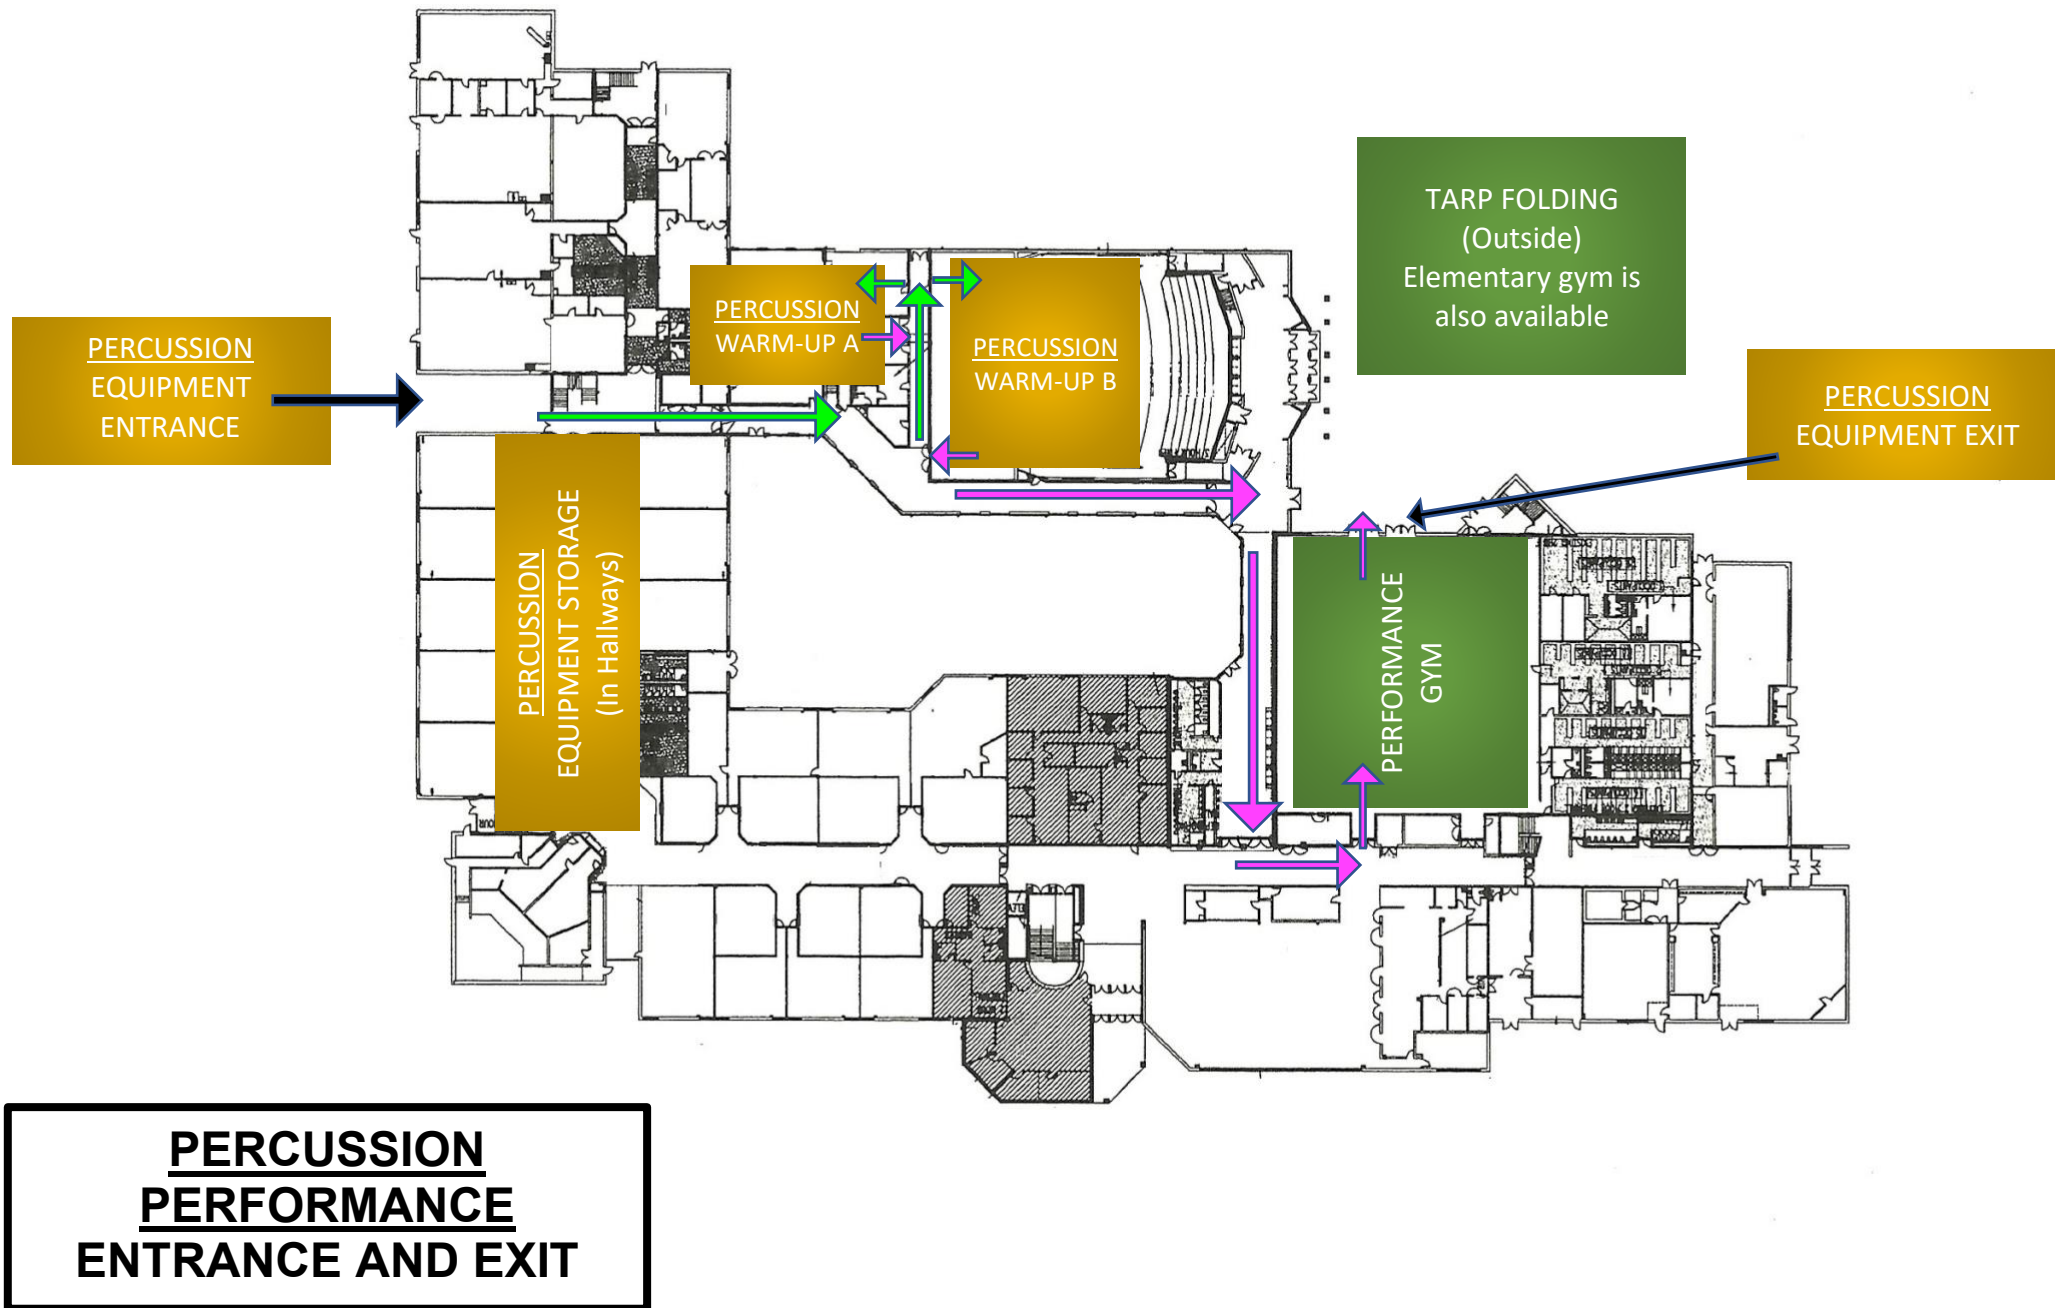 TARP FOLDING
(Outside)
Elementary gym is
also available
PERCUSSION
WARM-UP A
PERCUSSION
WARM-UP B
PERCUSSION
EQUIPMENT
ENTRANCE
PERCUSSION
EQUIPMENT EXIT
PERCUSSION
EQUIPMENT STORAGE
(In Hallways)
PERFORMANCE
GYM
PERCUSSION
PERFORMANCE
ENTRANCE AND EXIT